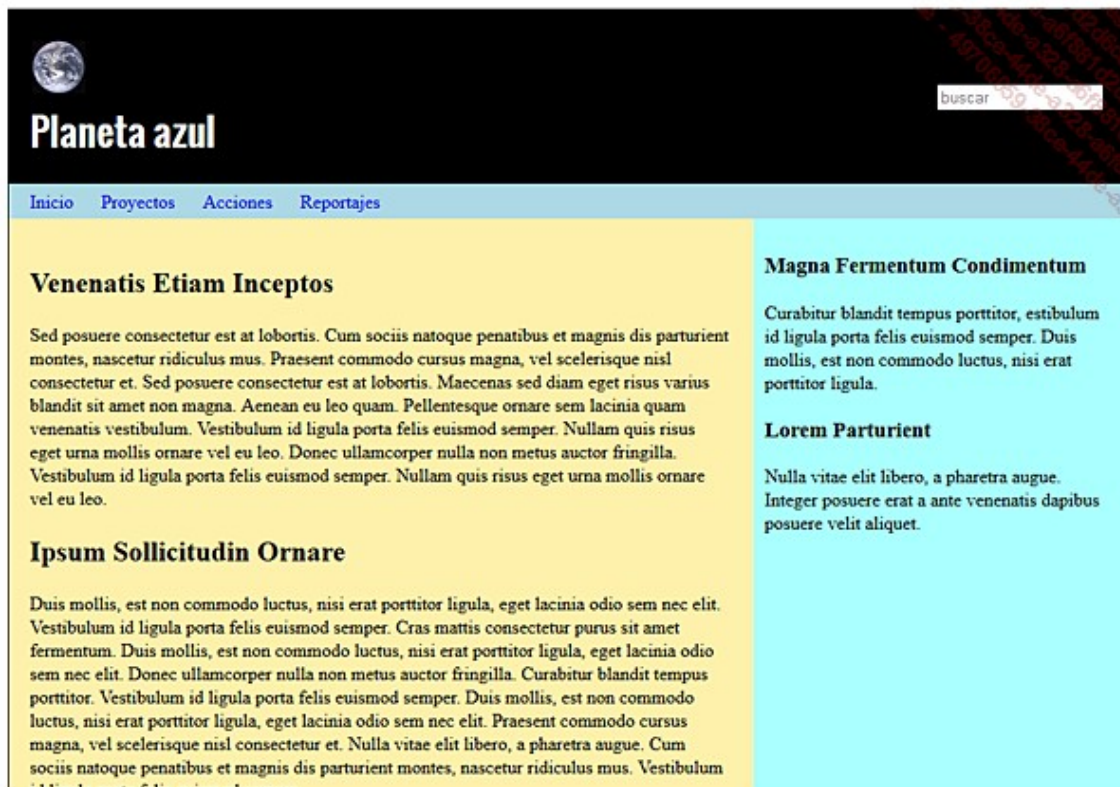 buscar
Planeta azul
Inicio Proyectos Acciones Reportajes
Venenatis Etiam Inceptos
Sed posuere consectetur est at lobortis. Cum sociis natoque penatibus et magnis dis parturient
montes, nascetur ridiculus mus. Praesent commodo cursus magna, vel scelerisque nisl
consectetur et. Sed posuere consectetur est at lobortis. Maecenas sed diam eget risus varius
blandit sit amet non magna. Aenean eu leo quam. Pellentesque ornare sem lacinia quam
venenatis vestibulum. Vestibulum id ligula porta felis euismod semper. Nullam quis risus
eget urna mollis ornare vel eu leo. Donec ullamcorper nulla non metus auctor fringilla.
Vestibulum id ligula porta felis euismod semper. Nullam quis risus eget urna mollis ornare
vel eu leo.
Ipsum Sollicitudin Ornare
Duis mollis, est non commodo luctus, nisi erat porttitor ligula, eget lacinia odio sem nec elit.
Vestibulum id ligula porta felis euismod semper. Cras mattis consectetur purus sit amet
fermentum. Duis mollis, est non commodo luctus, nisi erat porttitor ligula, eget lacinia odio
sem nec elit. Donec ullamcorper nulla non metus auctor fringilla. Curabitur blandit tempus
porttitor. Vestibulum id ligula porta felis euismod semper. Duis mollis, est non commodo
luctus, nisi erat porttitor ligula, eget lacinia odio sem nec elit. Praesent commodo cursus
magna, vel scelerisque nisl consectetur et. Nulla vitae elit libero, a pharetra augue. Cum
sociis natoque penatibus et magnis dis parturient montes, nascetur ridiculus mus. Vestibulum
Magna Fermentum Condimentum
Curabitur blandit tempus porttitor, estibulum
id ligula porta felis euismod semper. Duis
mollis, est non commodo luctus, nisi erat
porttitor ligula.
Lorem Parturient
Nulla vitae elit libero, a pharetra augue.
Integer posuere erat a ante venenatis dapibus
posuere velit aliquet.